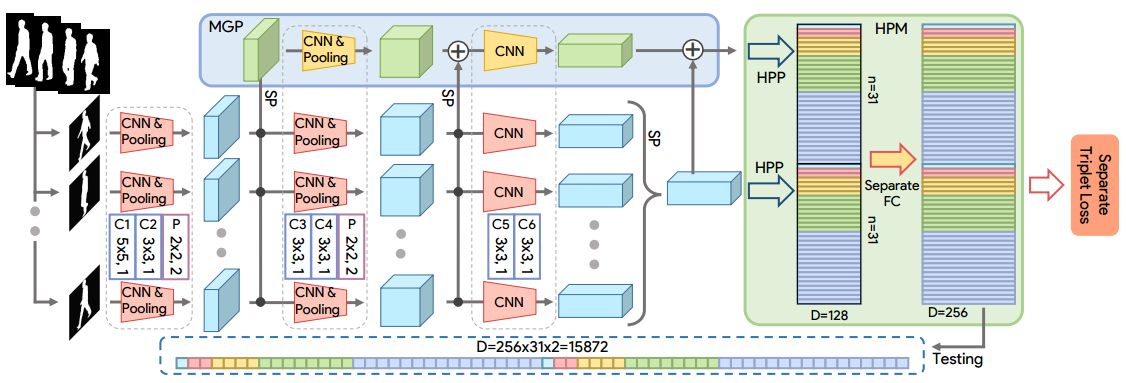 MGP
CNN &
Pooling
CNN
SP
SP
CNN &
Pooling
CNN &
Pooling
CNN
SP
CNN &
Pooling
CNN &
Pooling
CNN
C1
5x5, 1
C2
3x3, 1
P
2x2, 2
C3
3x3, 1
C4
3x3, 1
P
2x2, 2
C5
3x3, 1
C6
3x3, 1
CNN &
Pooling
CNN &
Pooling
CNN
HPM
HPP
HPP
n=31
n=31
Separate
FC
D=128
D=256
Separate
Triplet Loss
Testing
D=256x31x2=15872